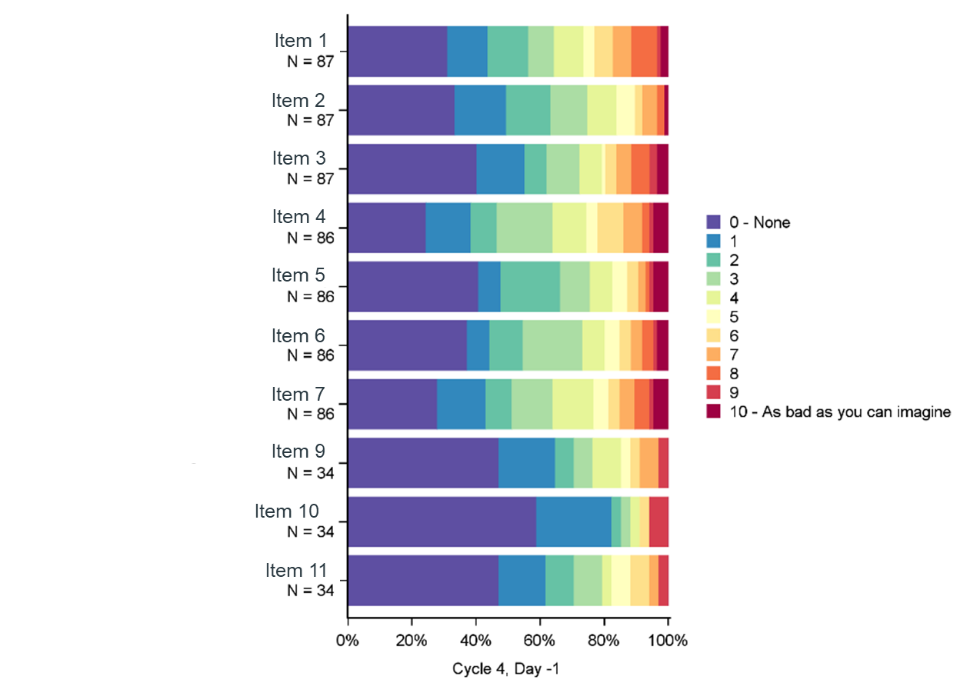 Item 1
N = 87
Item 2
N = 87
Item 3
N = 87
Item 4
N = 86
Item 5
N = 86
Item 6
N = 86
Item 7
N = 86
Item 9
N = 34
Item 10
N = 34
Item 11
N = 34
0% 20% 40% 60% 80% 100%
Cycle 4, Day -1
0 - None
1
2
3
4
5
6
7
8
9
10 - As bad as you can imagine